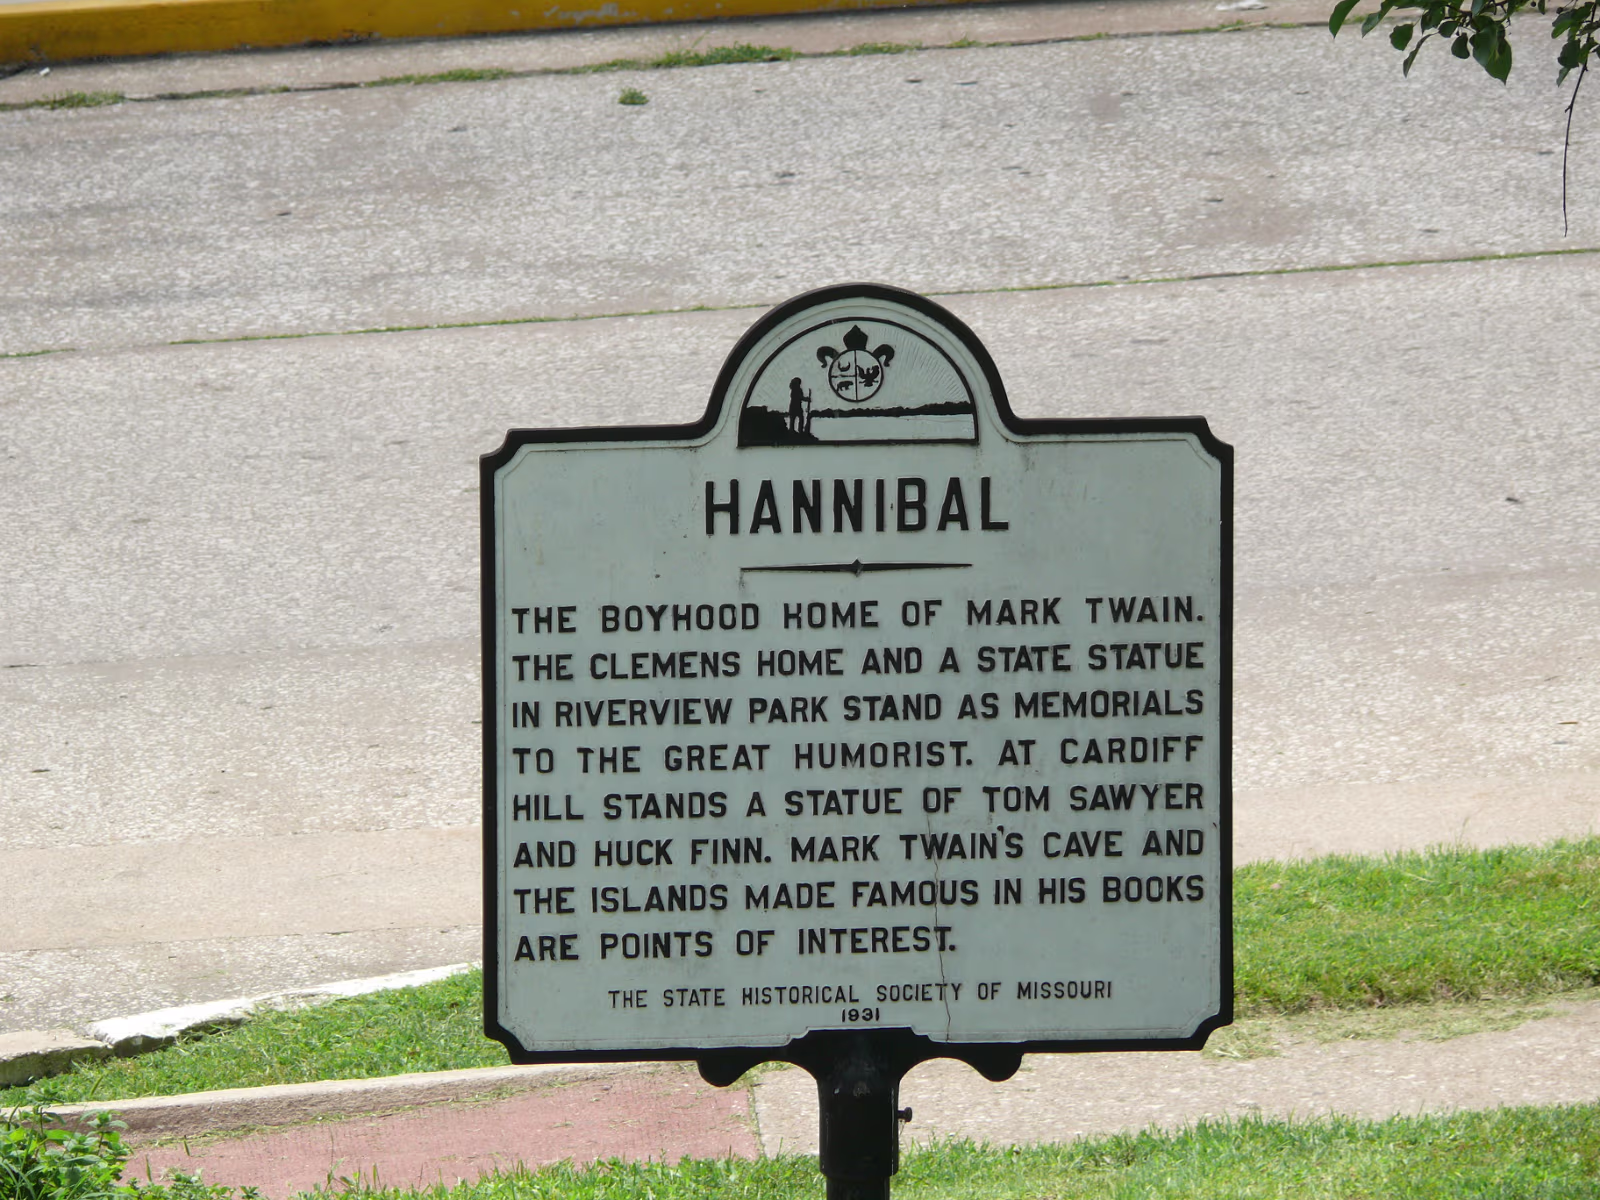 HANNIBAL
THE BOYHOOD HOME OF MARK TWAIN.
THE CLEMENS HOME AND A STATE STATUE
IN RIVERVIEW PARK STAND AS MEMORIALS
TO THE GREAT HUMORIST. AT CARDIFF
HILL STANDS A STATUE OF TOM SAWYER
AND HUCK FINN. MARK TWAIN'S CAVE AND
THE ISLANDS MADE FAMOUS IN HIS BOOKS
ARE POINTS OF INTEREST.
THE STATE HISTORICAL SOCIETY OF MISSOURI
1931